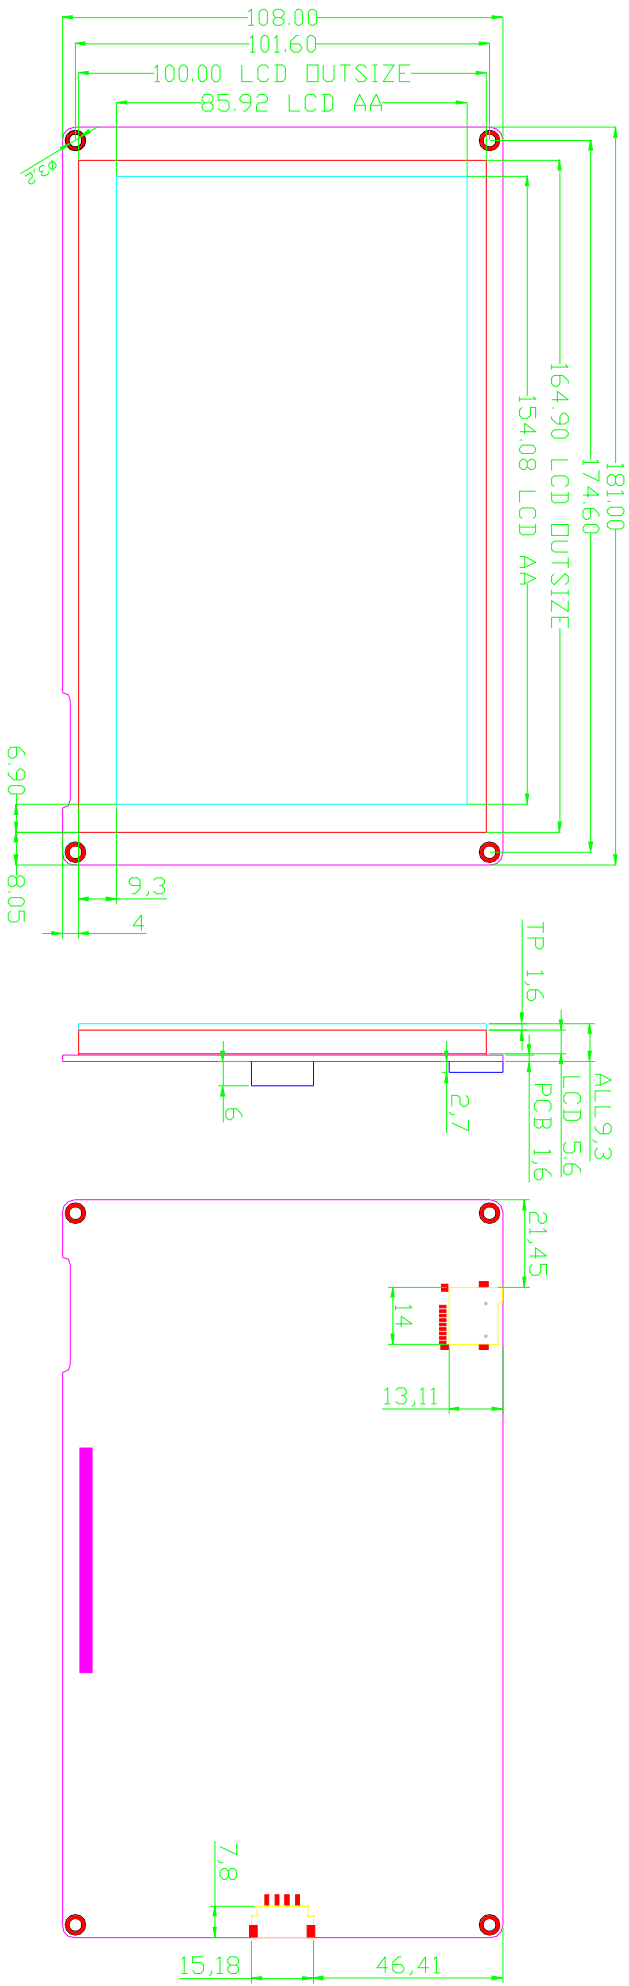 108.00
101.60
100.00 LCD OUTSIZE
85.92 LCD AA
ø3,2
181.00
174.60
164.90 LCD OUTSIZE
154.08 LCD AA
6.90
8.05
9,3
4
TP 1,6
ALL9,3
LCD 5.6
PCB 1,6
2,7
6
21,45
14
13,11
7,8
15,18
46,41